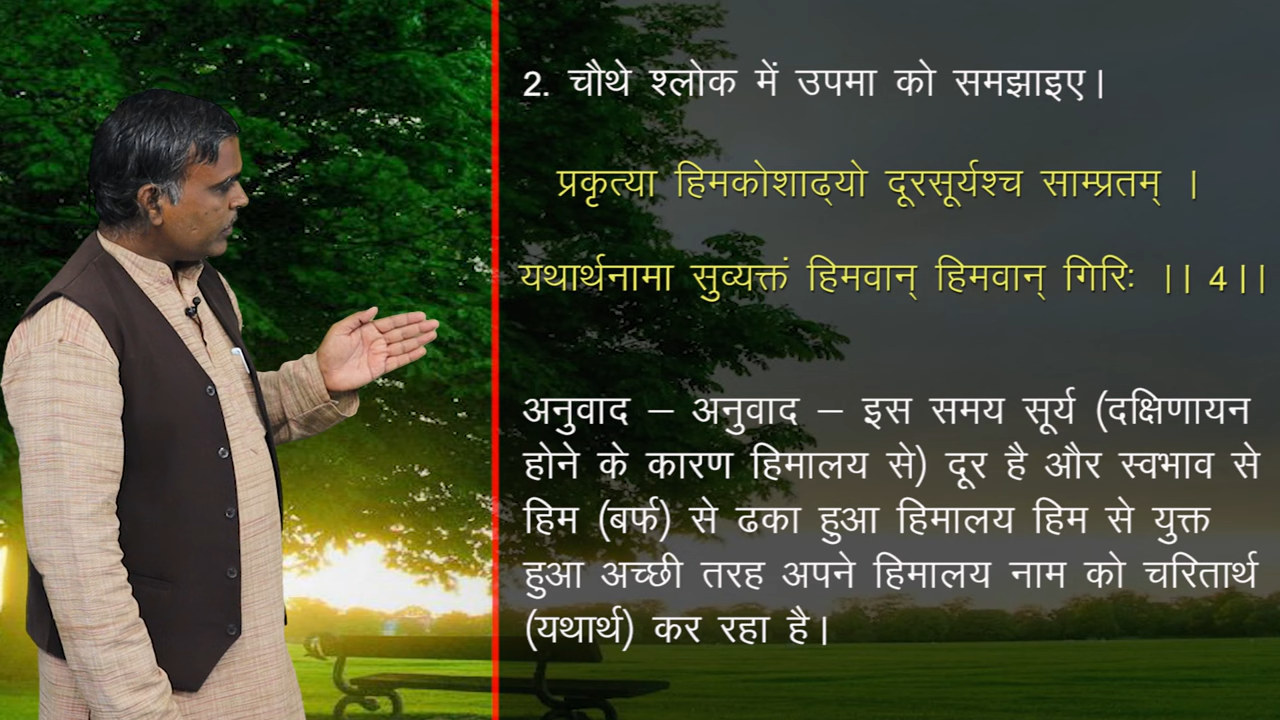 2. चौथे श्लोक में उपमा को समझाइए।
प्रकृत्या हिमकोशाढ्यो दूरसूर्यश्च साम्प्रतम् ।
यथार्थनामा सुव्यक्तं हिमवान् हिमवान् गिरिः ।। 4।।
अनुवाद – अनुवाद – इस समय सूर्य (दक्षिणायन
होने के कारण हिमालय से) दूर है और स्वभाव से
हिम (बर्फ) से ढका हुआ हिमालय हिम से युक्त
हुआ अच्छी तरह अपने हिमालय नाम को चरितार्थ
(यथार्थ) कर रहा है।